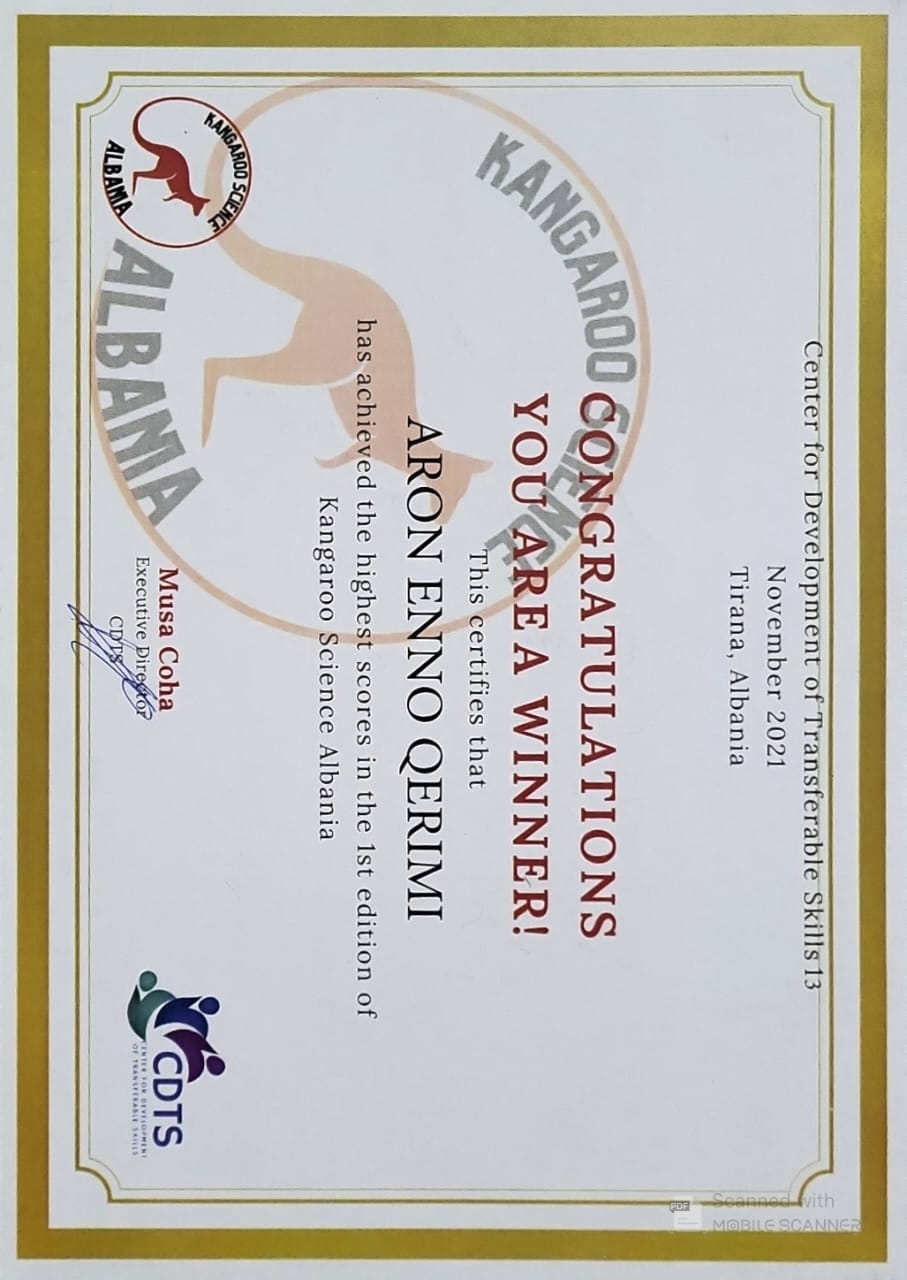 Center for Development of Transferable Skills 13
November 2021
Tirana, Albania
Scanned with
MOBILE SCANNER
PDF
KANGAROO SCIENCE
CONGRATULATIONS
YOU ARE A WINNER!
This certifies that
ARON ENNO QERIMI
has achieved the highest scores in the 1st edition of
Kangaroo Science Albania
ALBANIA
KANGAROO SCIENCE
ALBANIA
Musa Coha
Executive Director
CDTS
CDTS
CENTER FOR DEVELOPMENT
OF TRANSFERABLE SKILLS